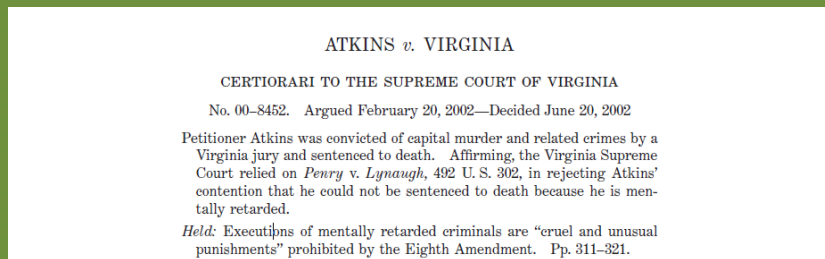 ATKINS v. VIRGINIA
CERTIORARI TO THE SUPREME COURT OF VIRGINIA
No. 00–8452. Argued February 20, 2002—Decided June 20, 2002
Petitioner Atkins was convicted of capital murder and related crimes by a
Virginia jury and sentenced to death. Affirming, the Virginia Supreme
Court relied on Penry v. Lynaugh, 492 U. S. 302, in rejecting Atkins’
contention that he could not be sentenced to death because he is men-
tally retarded.
Held: Executions of mentally retarded criminals are “cruel and unusual
punishments” prohibited by the Eighth Amendment. Pp. 311–321.